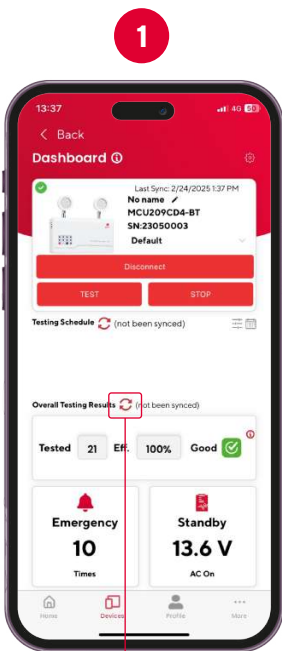 1
13:37
4G 50
Back
Dashboard
Last Sync: 2/24/2025 1:37 PM
No name
MCU209CD4-BT
SN:23050003
Default
Disconnect
TEST
STOP
Testing Schedule (not been synced)
Overall Testing Results (not been synced)
Tested 21 Eff. 100% Good
Emergency
10
Times
Standby
13.6 V
AC On
Home
Devices
Profile
More